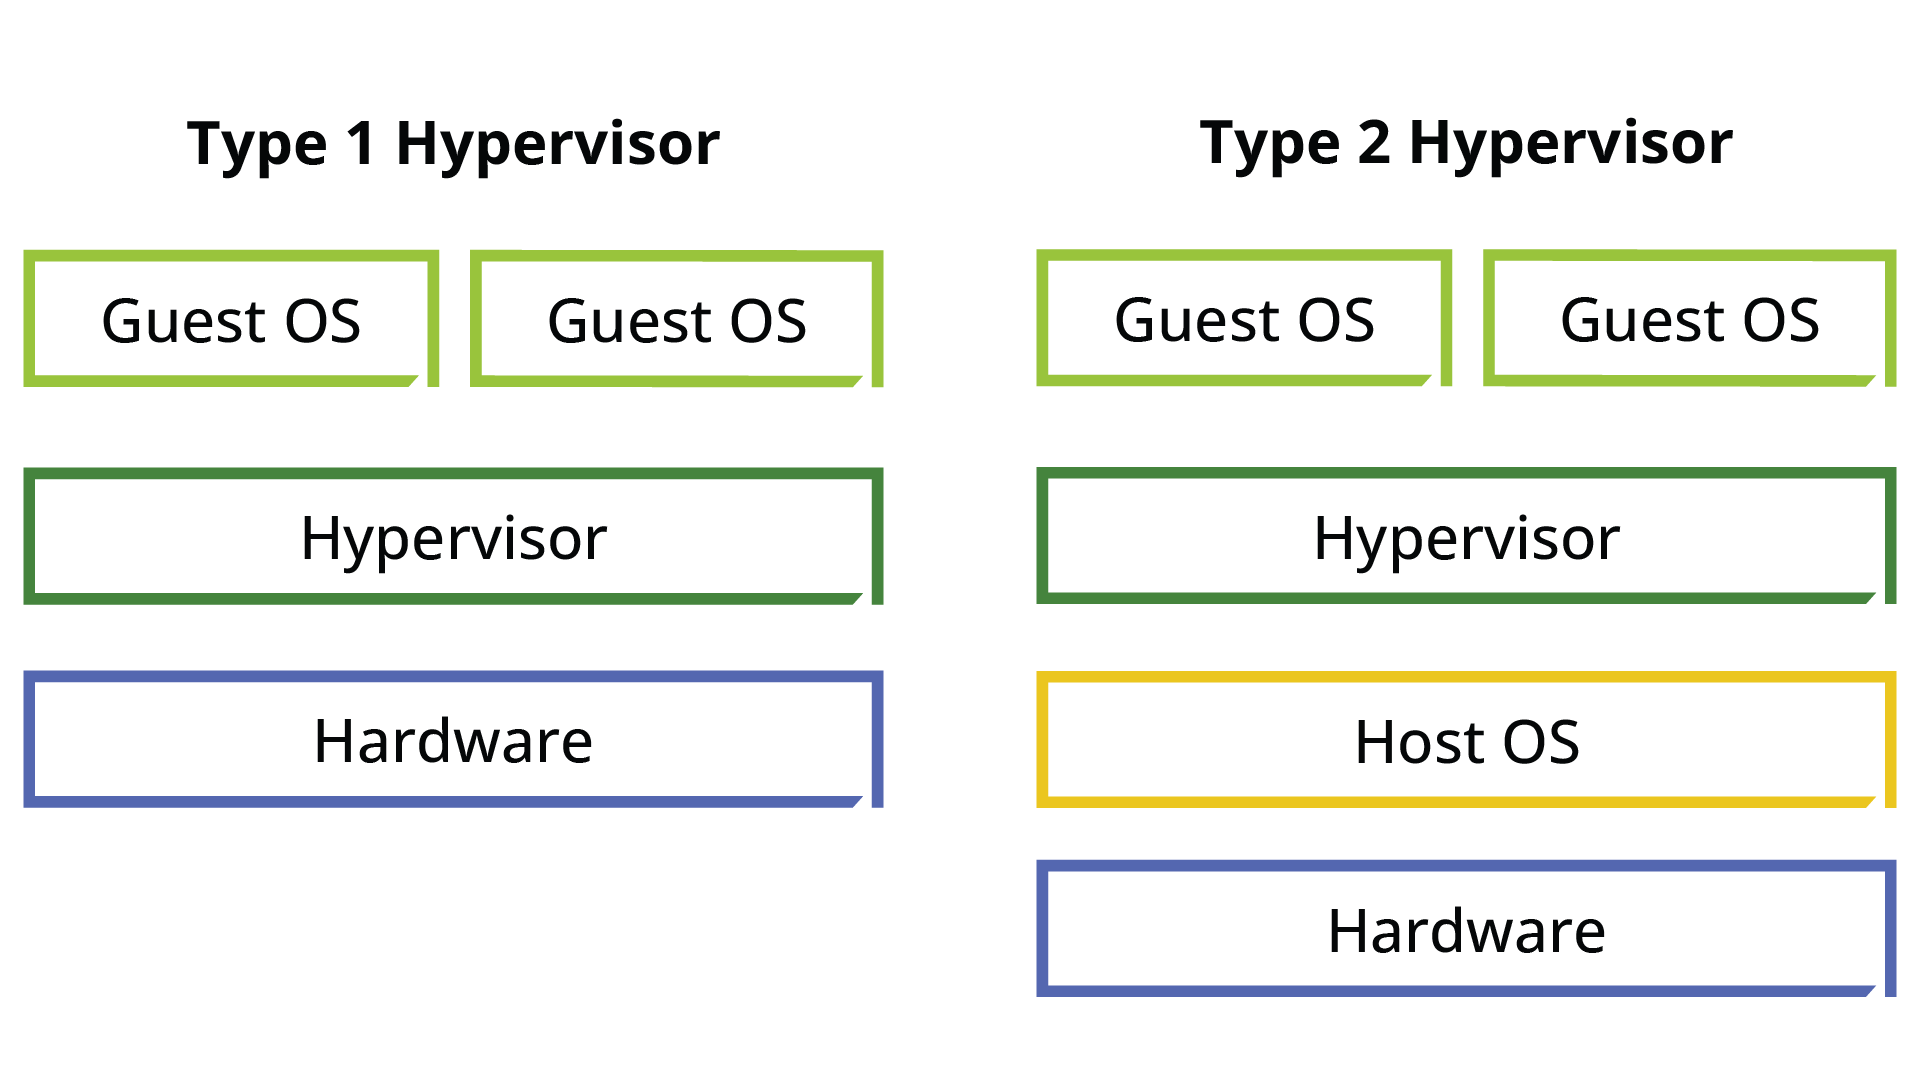 Type 1 Hypervisor
Guest OS
Guest OS
Hypervisor
Hardware
Type 2 Hypervisor
Guest OS
Guest OS
Hypervisor
Host OS
Hardware